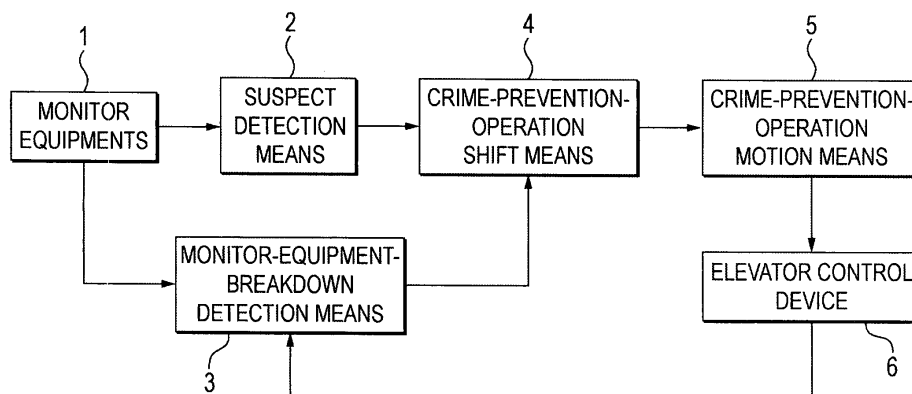 1
2
4
5
MONITOR
EQUIPMENTS
SUSPECT
DETECTION
MEANS
CRIME-PREVENTION-
OPERATION
SHIFT MEANS
CRIME-PREVENTION-
OPERATION
MOTION MEANS
MONITOR-EQUIPMENT-
BREAKDOWN
DETECTION MEANS
ELEVATOR CONTROL
DEVICE
3
6